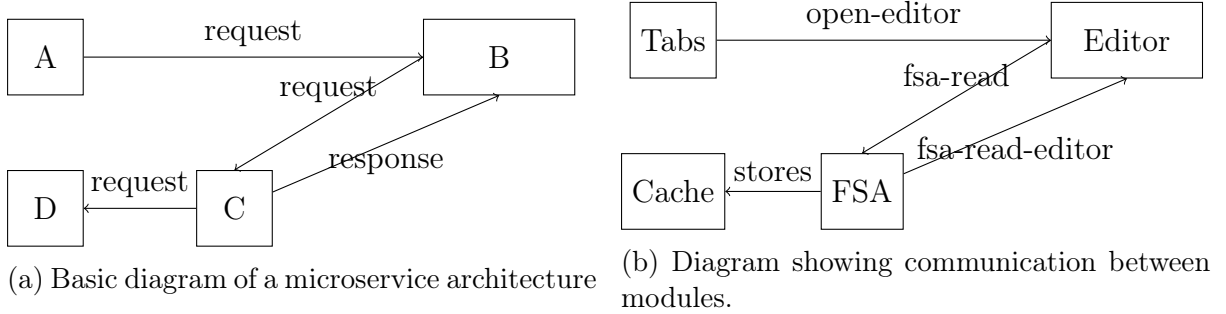 A
request
B
request
response
D
request
C
(a) Basic diagram of a microservice architecture
Tabs
open-editor
Editor
fsa-read
fsa-read-editor
Cache
stores
FSA
(b) Diagram showing communication between
modules.